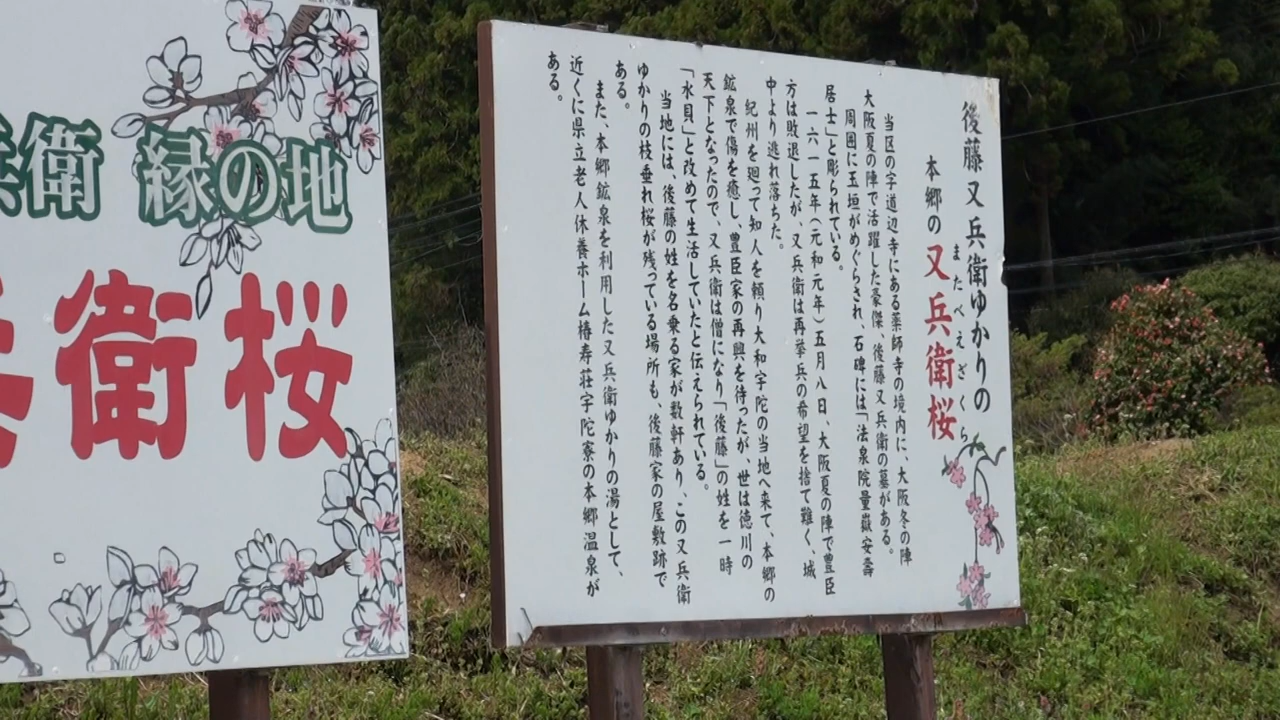 兵衛 縁の地
兵衛桜
後藤又兵衛ゆかりの
またべえざくら
本郷の又兵衛桜
当区の字道辺寺にある薬師寺の境内に、大阪冬の陣
大阪夏の陣で活躍した豪傑、後藤又兵衛の墓がある。
周囲に玉垣がめぐらされ、石碑には「法泉院量嶽安壽
居士」と彫られている。
一六一五年(元和元年)五月八日、大阪夏の陣で豊臣
方は敗退したが、又兵衛は再挙兵の希望を捨て難く、城
中より逃れ落ちた。
紀州を廻って知人を頼り大和宇陀の当地へ来て、本郷の
鉱泉で傷を癒し、豊臣家の再興を待ったが、世は徳川の
天下となったので、又兵衛は僧になり「後藤」の姓を一時
「水貝」と改めて生活していたと伝えられている。
当地には、後藤の姓を名乗る家が数軒あり、この又兵衛
ゆかりの枝垂れ桜が残っている場所も、後藤家の屋敷跡で
ある。
また、本郷鉱泉を利用した又兵衛ゆかりの湯として、
近くに県立老人休養ホーム椿寿荘宇陀寮の本郷温泉が
ある。